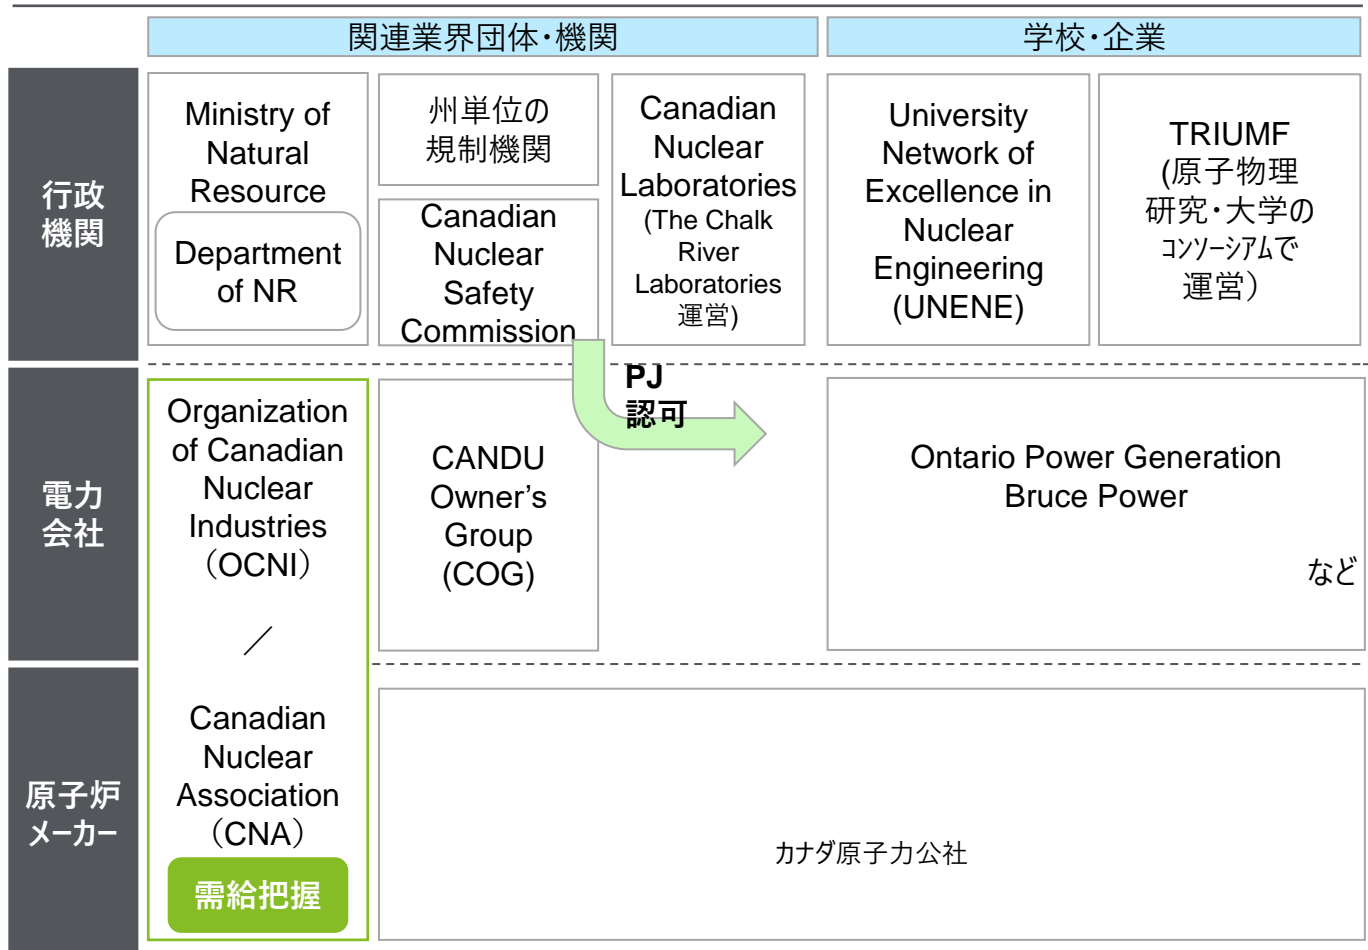 関連業界団体・機関
学校・企業
行政
機関
Ministry of
Natural
Resource
Department
of NR
州単位の
規制機関
Canadian
Nuclear
Safety
Commission
Canadian
Nuclear
Laboratories
(The Chalk
River
Laboratories
運営)
University
Network of
Excellence in
Nuclear
Engineering
(UNENE)
TRIUMF
(原子物理
研究・大学の
ｺﾝｿｰｼｱﾑで
運営）
PJ
認可
電力
会社
Organization
of Canadian
Nuclear
Industries
（OCNI）
／
Canadian
Nuclear
Association
（CNA）
需給把握
CANDU
Owner’s
Group
(COG)
Ontario Power Generation
Bruce Power
など
原子炉
ﾒｰｶｰ
ｶﾅﾀﾞ原子力公社